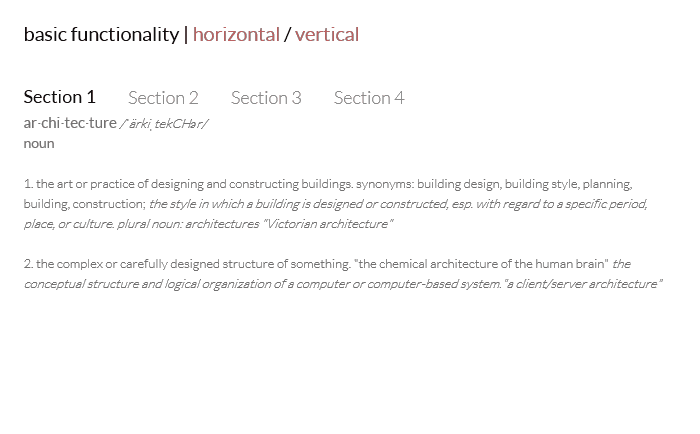 basic functionality | horizontal / vertical
Section 1 Section 2 Section 3 Section 4
ar·chi·tec·ture /ˈärkiˌtekCHər/
noun
1. the art or practice of designing and constructing buildings. synonyms: building design, building style, planning,
building, construction; the style in which a building is designed or constructed, esp. with regard to a specific period,
place, or culture. plural noun: architectures "Victorian architecture"
2. the complex or carefully designed structure of something. "the chemical architecture of the human brain" the
conceptual structure and logical organization of a computer or computer-based system. "a client/server architecture"